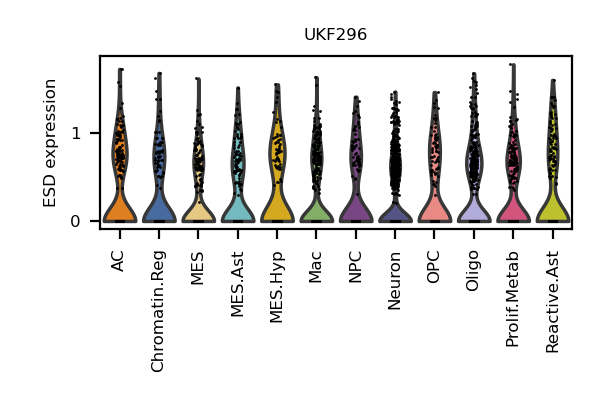 UKF296
ESD expression
1
0
AC
Chromatin.Reg
MES
MES.Ast
MES.Hyp
Mac
NPC
Neuron
OPC
Oligo
Prolif.Metab
Reactive.Ast